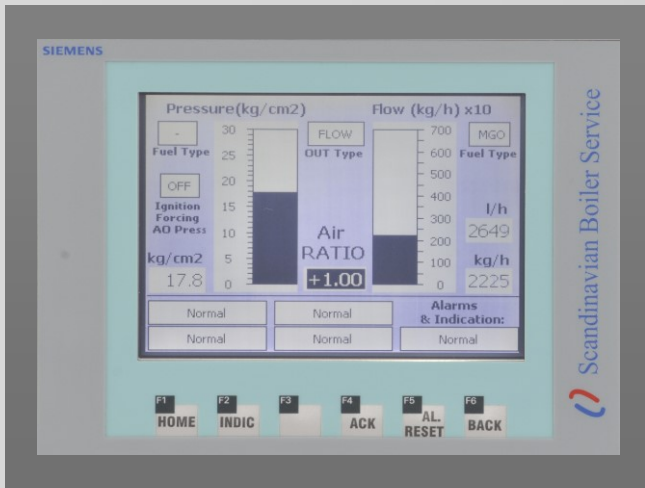 SIEMENS
Pressure(kg/cm2)
Flow (kg/h) x10
-
Fuel Type
30
25
20
15
10
5
0
FLOW
OUT Type
700
600
500
400
300
200
100
0
MGO
Fuel Type
OFF
Ignition
Forcing
AO Press
kg/cm2
17.8
Air
RATIO
+1.00
l/h
2649
kg/h
2225
Normal
Normal
Alarms
& Indication:
Normal
Normal
Normal
F1
HOME
F2
INDIC
F3
F4
ACK
F5
AL.
RESET
F6
BACK
Scandinavian Boiler Service